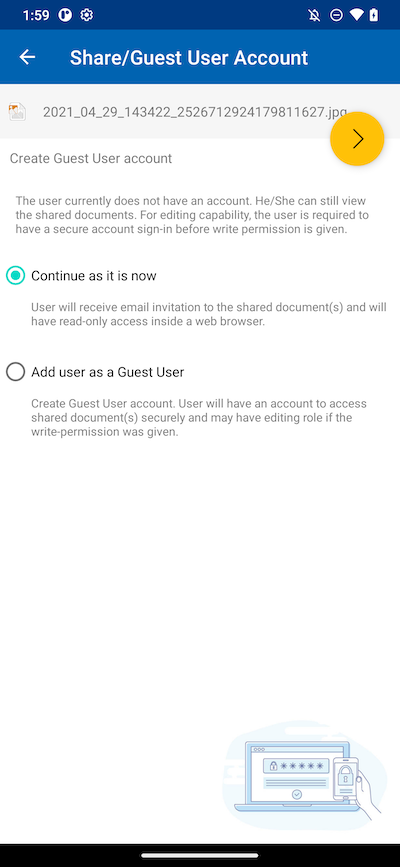 1:59
Share/Guest User Account
2021_04_29_143422_2526712924179811627.jpg
Create Guest User account
The user currently does not have an account. He/She can still view
the shared documents. For editing capability, the user is required to
have a secure account sign-in before write permission is given.
Continue as it is now
User will receive email invitation to the shared document(s) and will
have read-only access inside a web browser.
Add user as a Guest User
Create Guest User account. User will have an account to access
shared document(s) securely and may have editing role if the
write-permission was given.